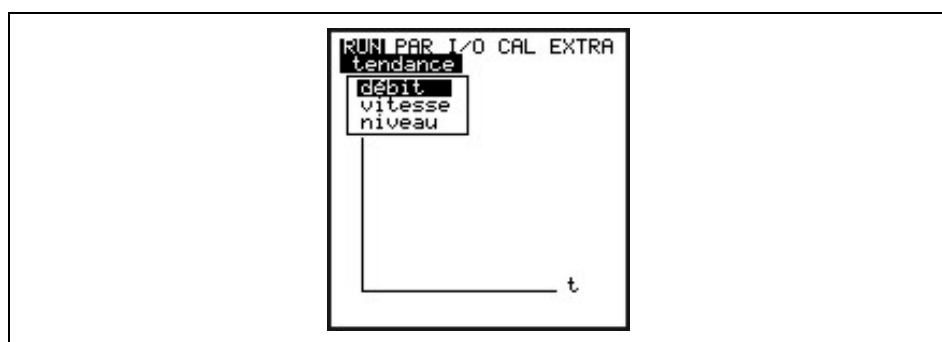 RUN PAR I/O CAL EXTRA
tendance
débit
vitesse
niveau
t